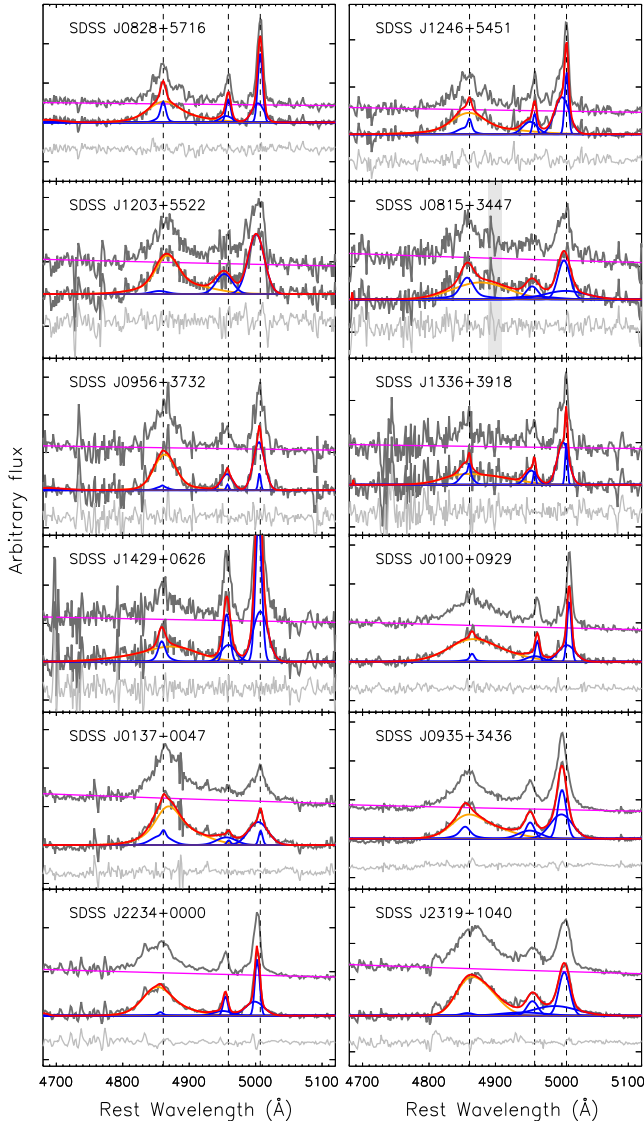 SDSS J0828+5716
SDSS J1246+5451
SDSS J1203+5522
SDSS J0815+3447
SDSS J0956+3732
SDSS J1336+3918
Arbitrary flux
SDSS J1429+0626
SDSS J0100+0929
SDSS J0137+0047
SDSS J0935+3436
SDSS J2234+0000
SDSS J2319+1040
4700 4800 4900 5000 5100
4700 4800 4900 5000 5100
Rest Wavelength (Å)
Rest Wavelength (Å)